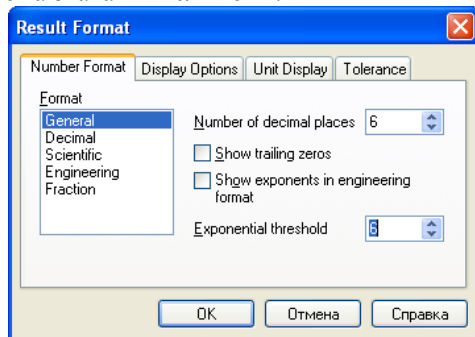 Result Format
Number Format
Display Options
Unit Display
Tolerance
Format
General
Decimal
Scientific
Engineering
Fraction
Number of decimal places 6
Show trailing zeros
Show exponents in engineering
format
Exponential threshold 6
OK
Отмена
Справка